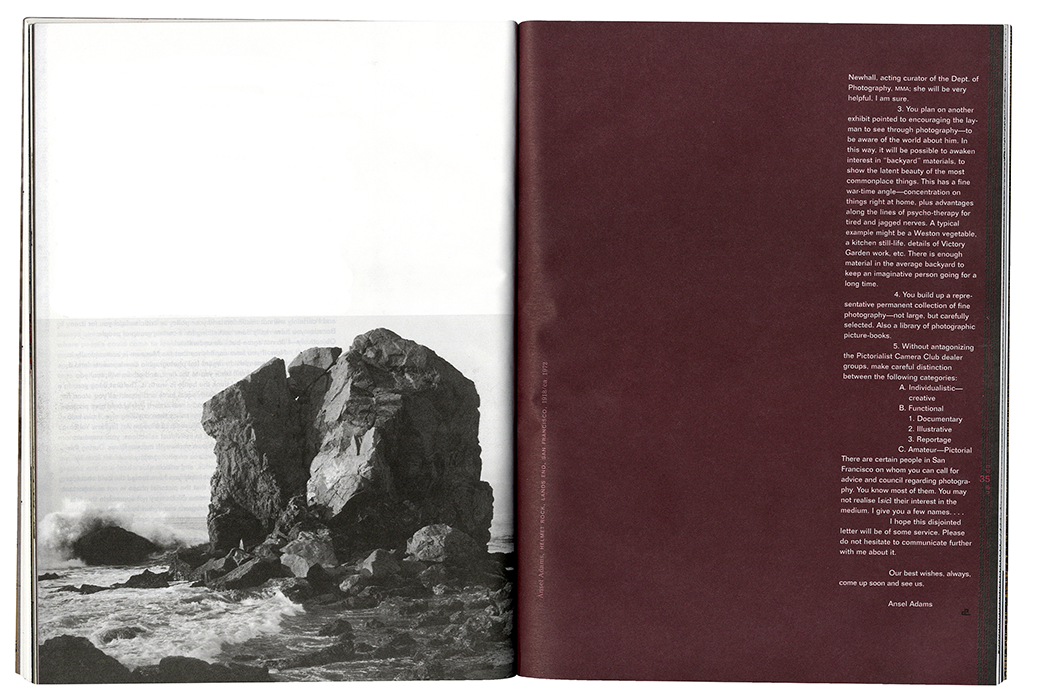 Ansel Adams, HELMET ROCK, LANDS END, SAN FRANCISCO, 1918/ca. 1973
Newhall, acting curator of the Dept. of
Photography, MMA; she will be very
helpful, I am sure.
3. You plan on another
exhibit pointed to encouraging the lay-
man to see through photography—to
be aware of the world about him. In
this way, it will be possible to awaken
interest in “backyard” materials, to
show the latent beauty of the most
commonplace things. This has a fine
war-time angle—concentration on
things right at home, plus advantages
along the lines of psycho-therapy for
tired and jagged nerves. A typical
example might be a Weston vegetable,
a kitchen still-life, details of Victory
Garden work, etc. There is enough
material in the average backyard to
keep an imaginative person going for a
long time.
4. You build up a repre-
sentative permanent collection of fine
photography—not large, but carefully
selected. Also a library of photographic
picture-books.
5. Without antagonizing
the Pictorialist Camera Club dealer
groups, make careful distinction
between the following categories:
A. Individualistic—
creative
B. Functional
1. Documentary
2. Illustrative
3. Reportage
C. Amateur—Pictorial
There are certain people in San
Francisco on whom you can call for
advice and council regarding photogra-
phy. You know most of them. You may
not realise [sic] their interest in the
medium. I give you a few names. . . .
I hope this disjointed
letter will be of some service. Please
do not hesitate to communicate further
with me about it.
Our best wishes, always,
come up soon and see us,
Ansel Adams
35